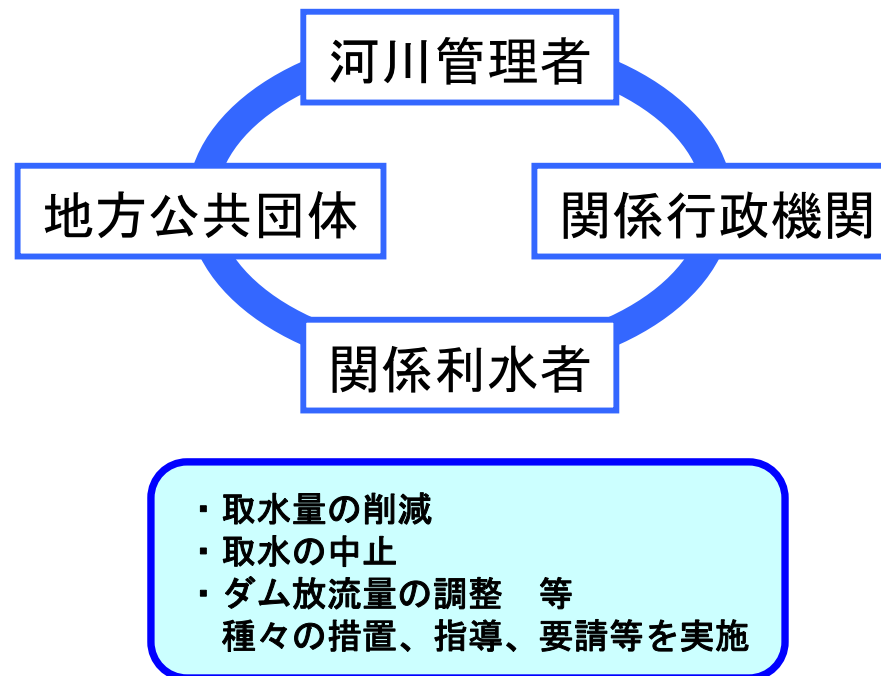 河川管理者
地方公共団体
関係行政機関
関係利水者
・取水量の削減
・取水の中止
・ダム放流量の調整　等
種々の措置、指導、要請等を実施